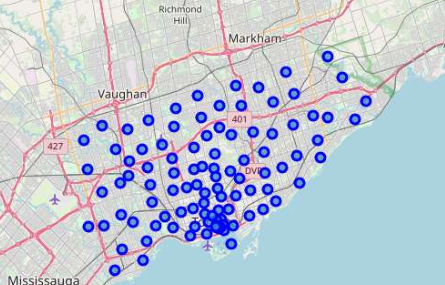 Richmond
Hill
Markham
Vaughan
401
427
DVP
Mississauga